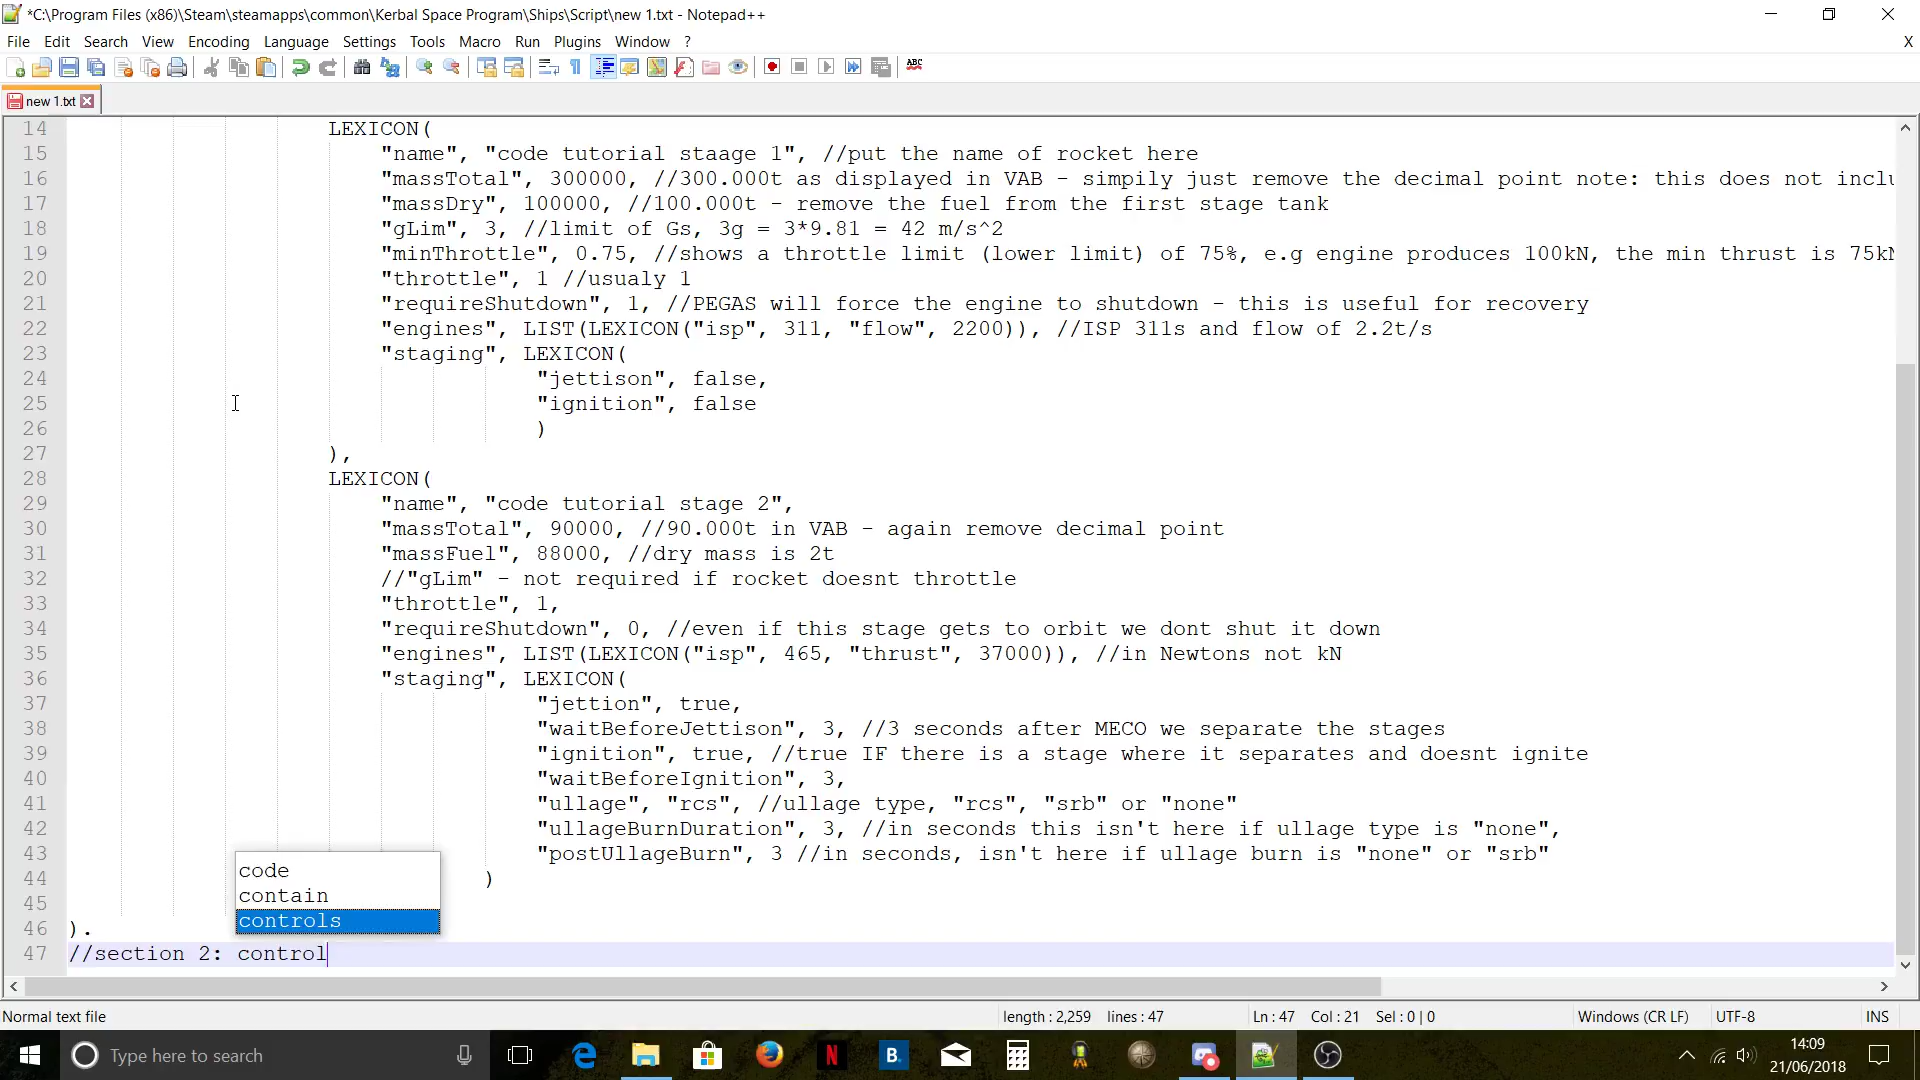 *C:\Program Files (x86)\Steam\steamapps\common\Kerbal Space Program\Ships\Script\new 1.txt - Notepad++
File Edit Search View Encoding Language Settings Tools Macro Run Plugins Window ? X
ABC
new 1.txt
14 LEXICON(
15 "name", "code tutorial staage 1", //put the name of rocket here
16 "massTotal", 300000, //300.000t as displayed in VAB - simpily just remove the decimal point note: this does not inclu
17 "massDry", 100000, //100.000t - remove the fuel from the first stage tank
18 "gLim", 3, //limit of Gs, 3g = 3*9.81 = 42 m/s^2
19 "minThrottle", 0.75, //shows a throttle limit (lower limit) of 75%, e.g engine produces 100kN, the min thrust is 75kN
20 "throttle", 1 //usualy 1
21 "requireShutdown", 1, //PEGAS will force the engine to shutdown - this is useful for recovery
22 "engines", LIST(LEXICON("isp", 311, "flow", 2200)), //ISP 311s and flow of 2.2t/s
23 "staging", LEXICON(
24 "jettison", false,
25 "ignition", false
26 )
27 ),
28 LEXICON(
29 "name", "code tutorial stage 2",
30 "massTotal", 90000, //90.000t in VAB - again remove decimal point
31 "massFuel", 88000, //dry mass is 2t
32 //"gLim" - not required if rocket doesnt throttle
33 "throttle", 1,
34 "requireShutdown", 0, //even if this stage gets to orbit we dont shut it down
35 "engines", LIST(LEXICON("isp", 465, "thrust", 37000)), //in Newtons not kN
36 "staging", LEXICON(
37 "jettion", true,
38 "waitBeforeJettison", 3, //3 seconds after MECO we separate the stages
39 "ignition", true, //true IF there is a stage where it separates and doesnt ignite
40 "waitBeforeIgnition", 3,
41 "ullage", "rcs", //ullage type, "rcs", "srb" or "none"
42 "ullageBurnDuration", 3, //in seconds this isn't here if ullage type is "none",
43 "postUllageBurn", 3 //in seconds, isn't here if ullage burn is "none" or "srb"
44 )
45
46 ).
47 //section 2: control
code
contain
controls
Normal text file length : 2,259 lines : 47 Ln : 47 Col : 21 Sel : 0 | 0 Windows (CR LF) UTF-8 INS
Type here to search
N
B.
14:09
21/06/2018